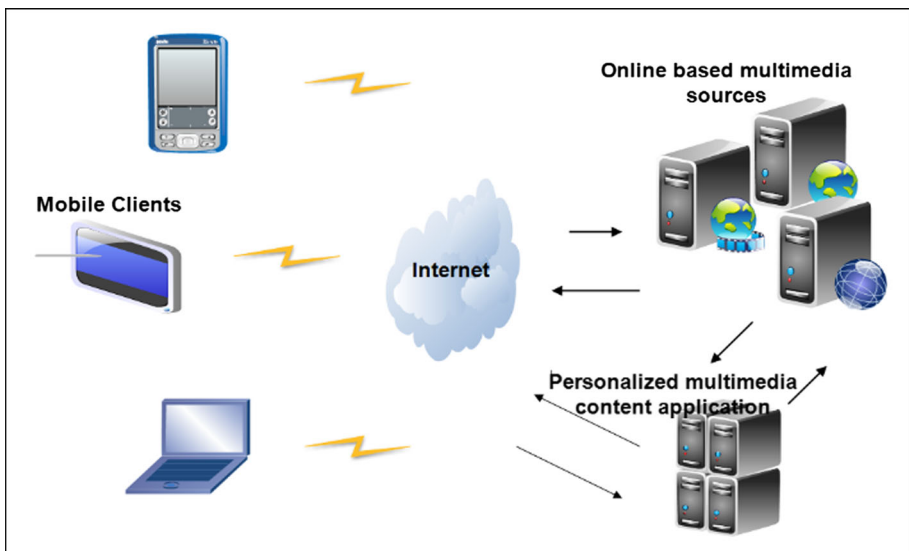 Online based multimedia
sources
Mobile Clients
Internet
Personalized multimedia
content application